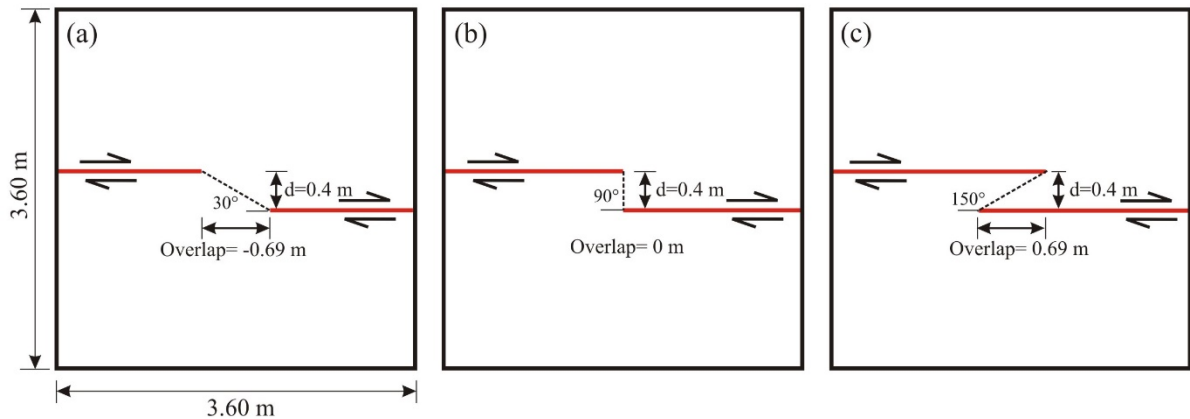 (a)
3.60 m
30°
d=0.4 m
Overlap= -0.69 m
3.60 m
(b)
90°
d=0.4 m
Overlap= 0 m
(c)
150°
d=0.4 m
Overlap= 0.69 m